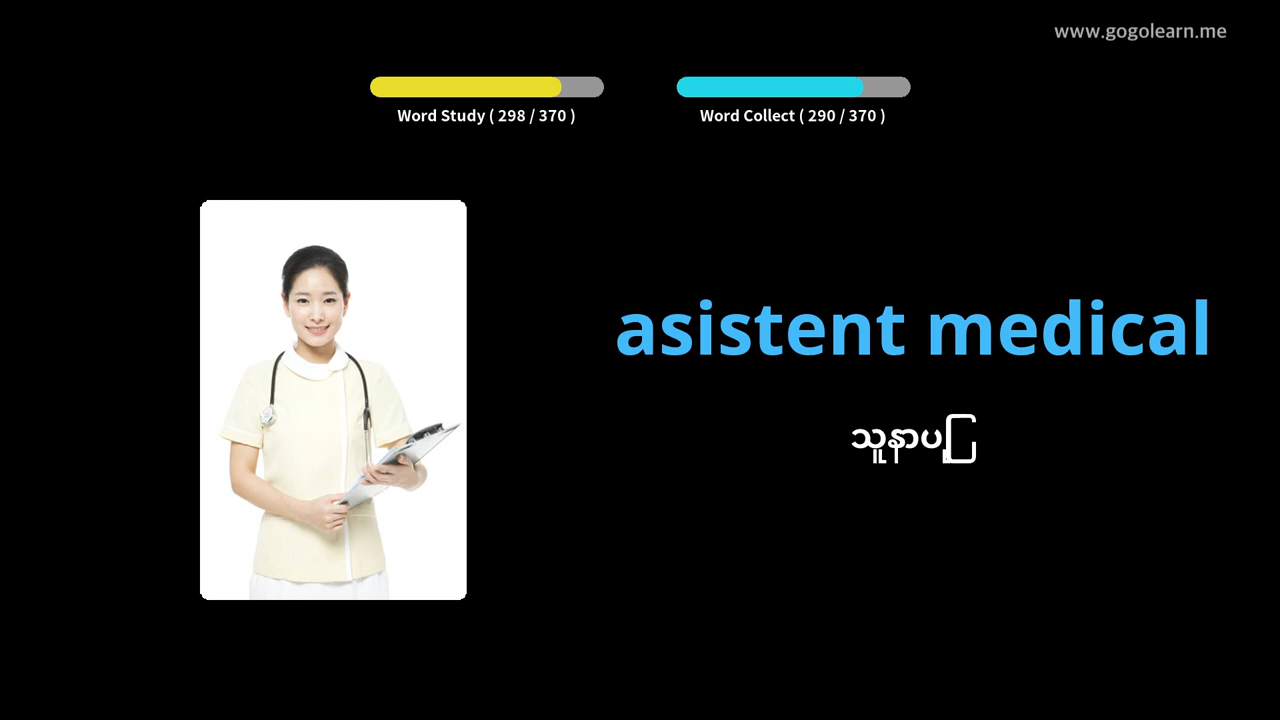 www.gogolearn.me
Word Study ( 298 / 370 )
Word Collect ( 290 / 370 )
asistent medical
သူနာပြု